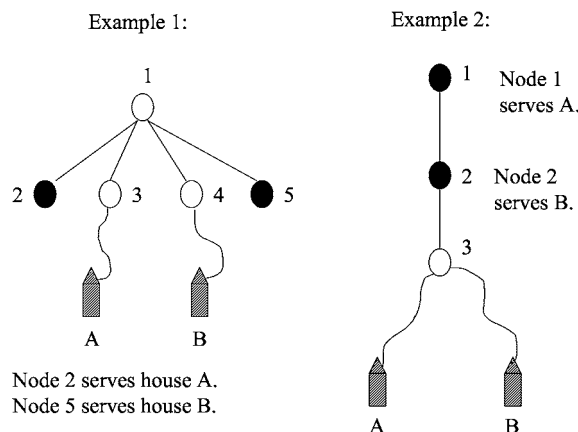 Example 1:
1
2
3
4
5
A
B
Node 2 serves house A.
Node 5 serves house B.
Example 2:
1
Node 1
serves A.
2
Node 2
serves B.
3
A
B